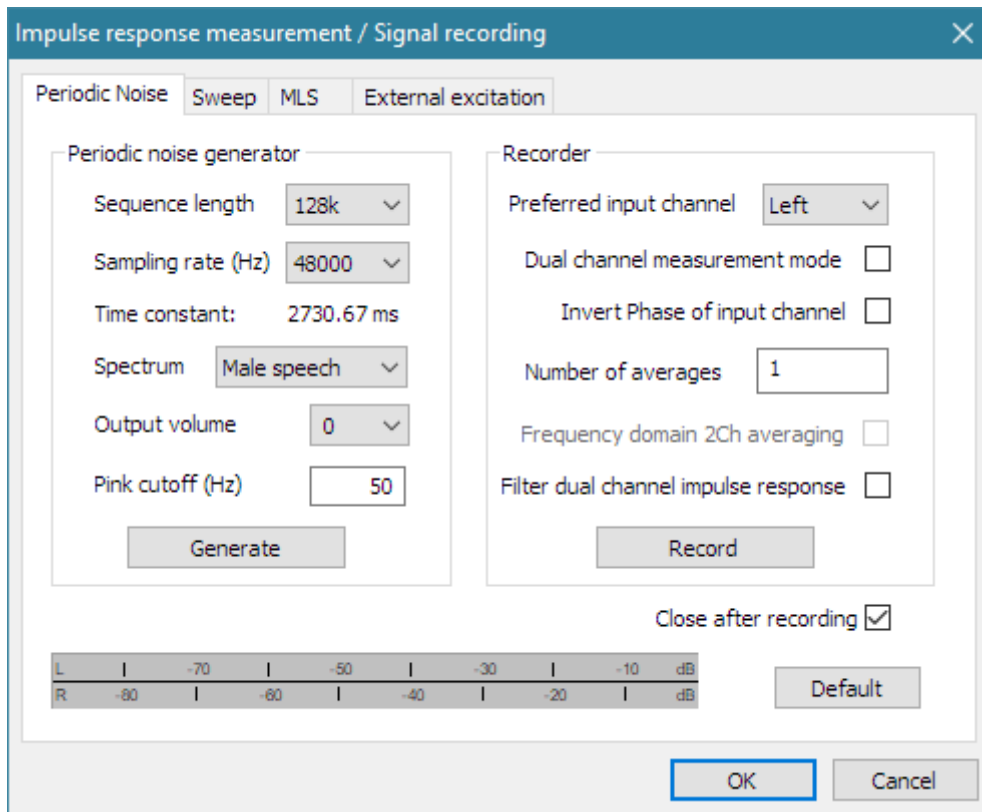 Impulse response measurement / Signal recording
Periodic Noise Sweep MLS External excitation
Periodic noise generator
Sequence length 128k
Sampling rate (Hz) 48000
Time constant: 2730.67 ms
Spectrum Male speech
Output volume 0
Pink cutoff (Hz) 50
Generate
Recorder
Preferred input channel Left
Dual channel measurement mode
Invert Phase of input channel
Number of averages 1
Frequency domain 2Ch averaging
Filter dual channel impulse response
Record
Close after recording
L -70 -50 -30 -10 dB
R -80 -60 -40 -20 dB
Default
OK Cancel